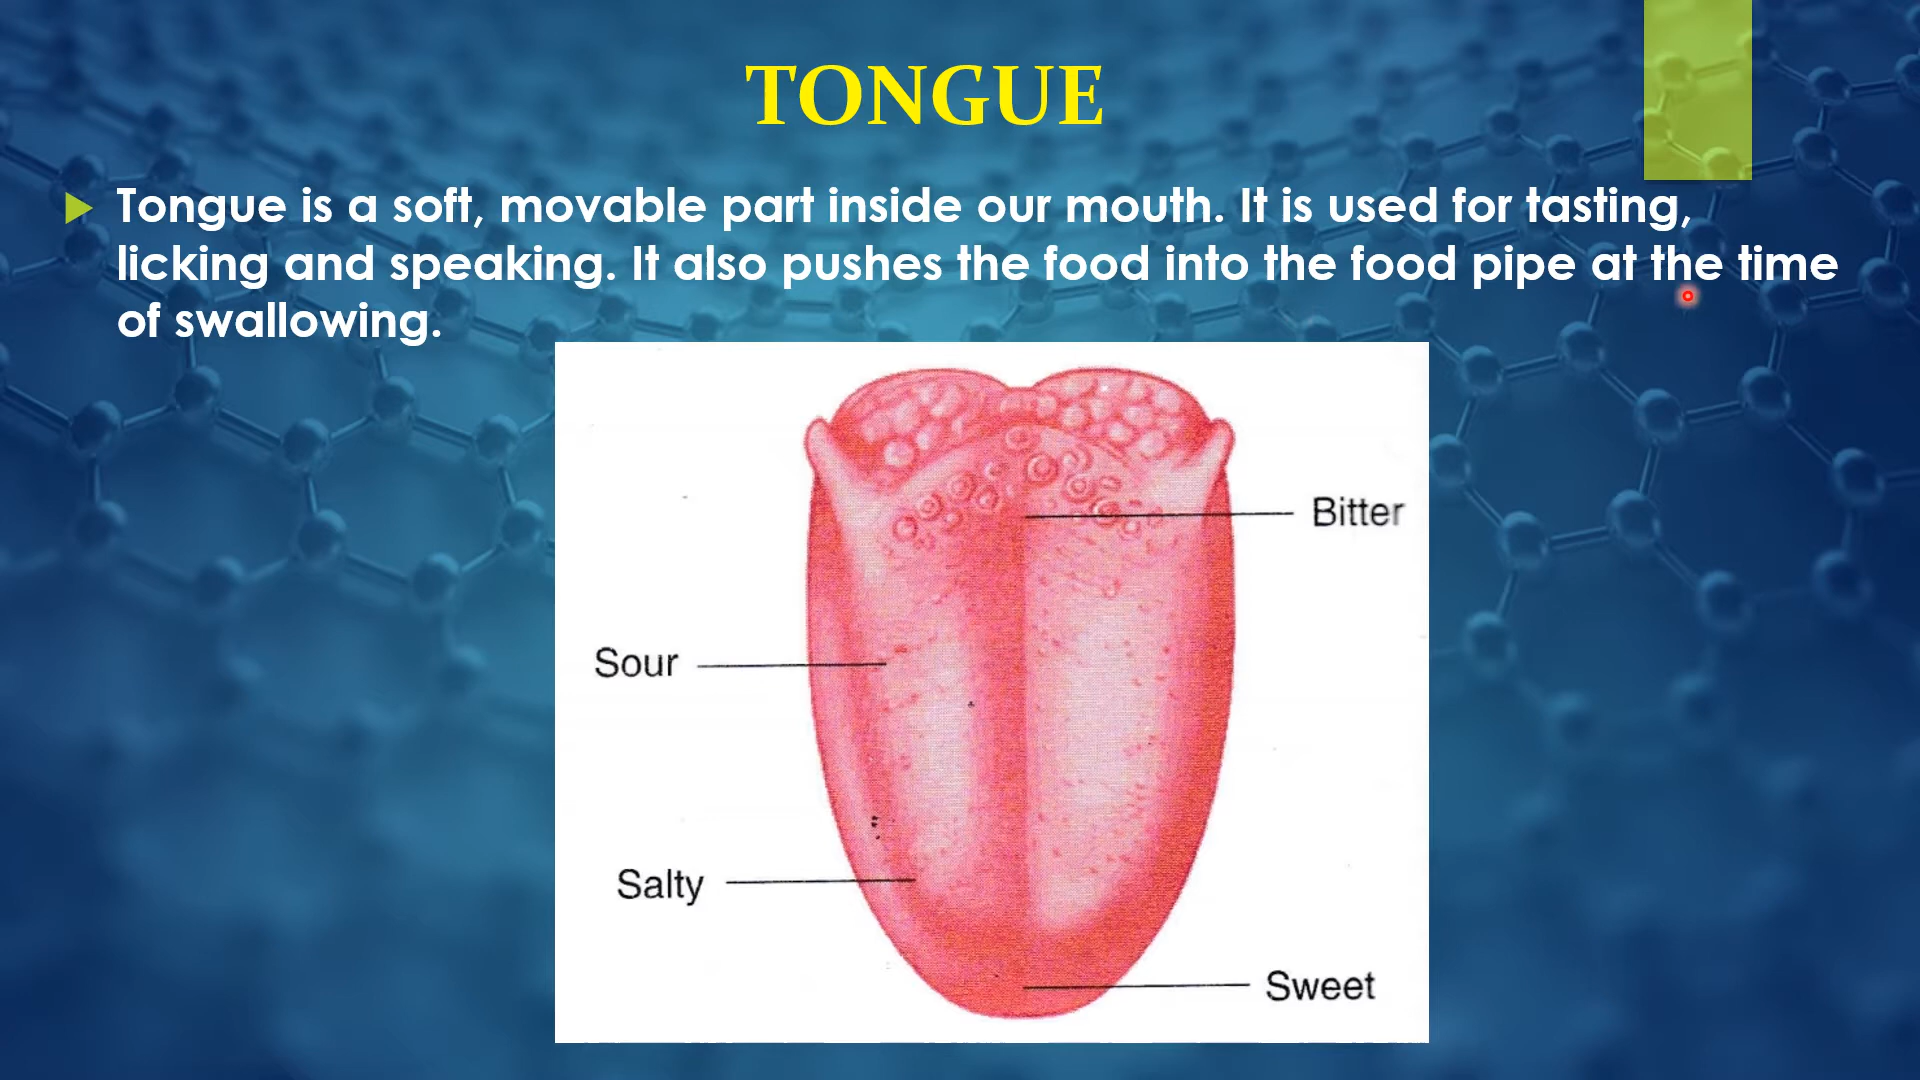 TONGUE
Tongue is a soft, movable part inside our mouth. It is used for tasting,
licking and speaking. It also pushes the food into the food pipe at the time
of swallowing.
Bitter
Sour
Salty
Sweet